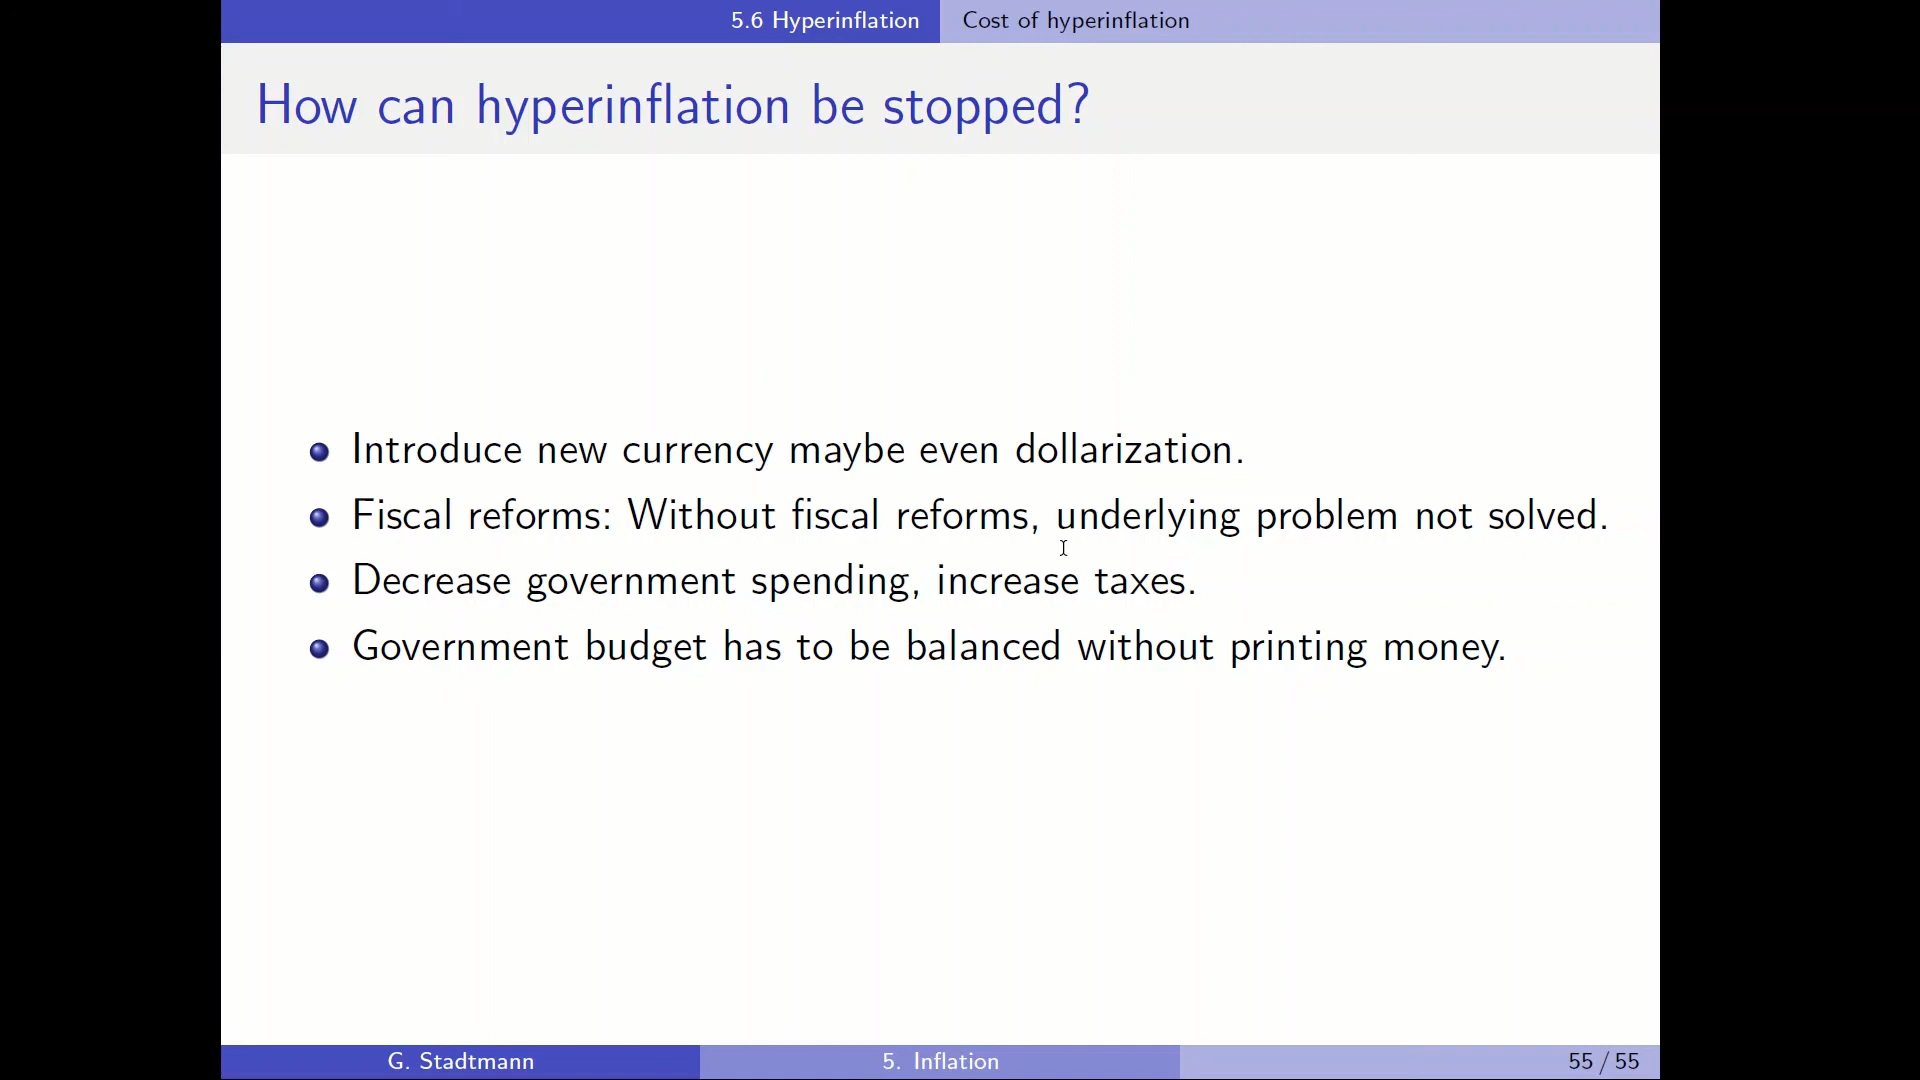 5.6 Hyperinflation Cost of hyperinflation
How can hyperinflation be stopped?
Introduce new currency maybe even dollarization.
Fiscal reforms: Without fiscal reforms, underlying problem not solved.
Decrease government spending, increase taxes.
Government budget has to be balanced without printing money.
G. Stadtmann 5. Inflation 55 / 55